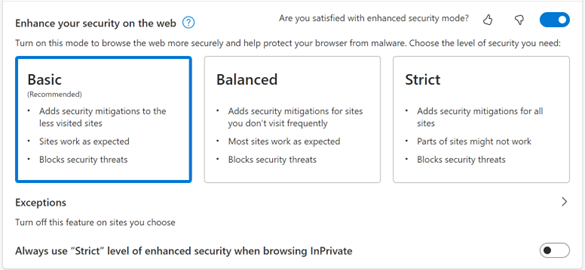 Enhance your security on the web
Are you satisfied with enhanced security mode?
Turn on this mode to browse the web more securely and help protect your browser from malware. Choose the level of security you need:
Basic
(Recommended)
• Adds security mitigations to the
less visited sites
• Sites work as expected
• Blocks security threats
Balanced
• Adds security mitigations for sites
you don't visit frequently
• Most sites work as expected
• Blocks security threats
Strict
• Adds security mitigations for all
sites
• Parts of sites might not work
• Blocks security threats
Exceptions
Turn off this feature on sites you choose
Always use “Strict” level of enhanced security when browsing InPrivate